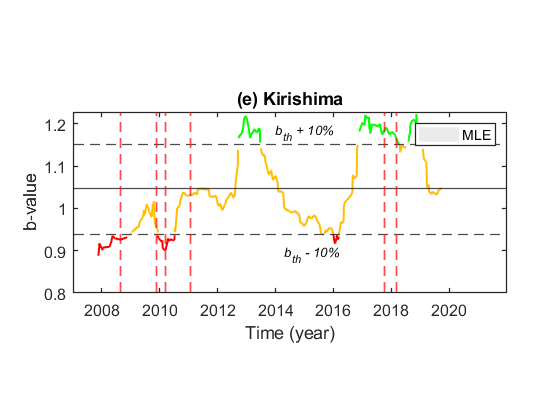 (e) Kirishima
1.2
1.1
1
0.9
0.8
b-value
b_th + 10%
b_th - 10%
MLE
2008 2010 2012 2014 2016 2018 2020
Time (year)